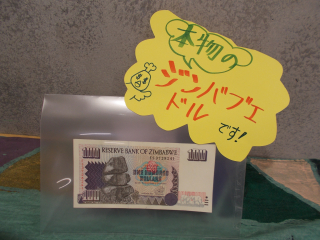 本物の
ジンバブエ
ドル
です!
RESERVE BANK OF ZIMBABWE
ONE HUNDRED
DOLLARS